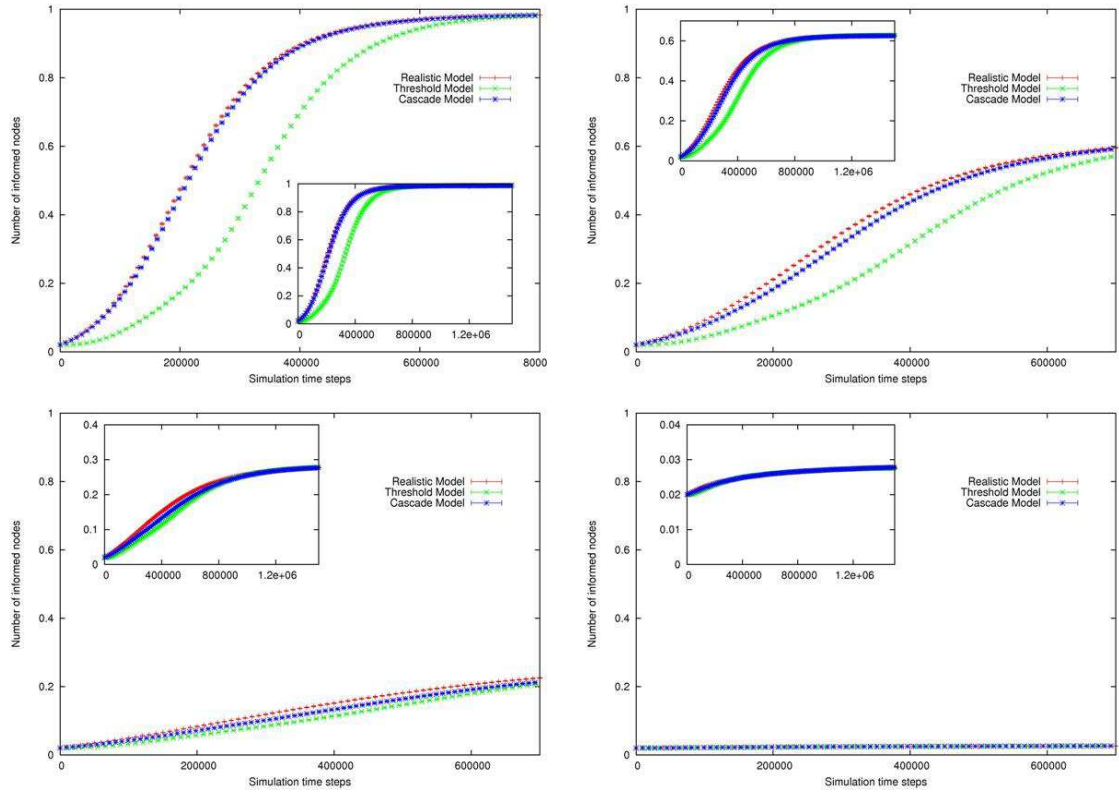 1
0.8
0.6
0.4
0.2
0
Number of informed nodes
Realistic Model
Threshold Model
Cascade Model
1
0.8
0.6
0.4
0.2
0
0 400000 800000 1.2e+06
0 200000 400000 600000 8000
Simulation time steps
1
0.8
0.6
0.4
0.2
0
Number of informed nodes
0.6
0.4
0.2
0
0 400000 800000 1.2e+06
Realistic Model
Threshold Model
Cascade Model
0 200000 400000 600000
Simulation time steps
1
0.8
0.6
0.4
0.2
0
Number of informed nodes
0.4
0.3
0.2
0.1
0
0 400000 800000 1.2e+06
Realistic Model
Threshold Model
Cascade Model
0 200000 400000 600000
Simulation time steps
1
0.8
0.6
0.4
0.2
0
Number of informed nodes
0.04
0.03
0.02
0.01
0
0 400000 800000 1.2e+06
Realistic Model
Threshold Model
Cascade Model
0 200000 400000 600000
Simulation time steps